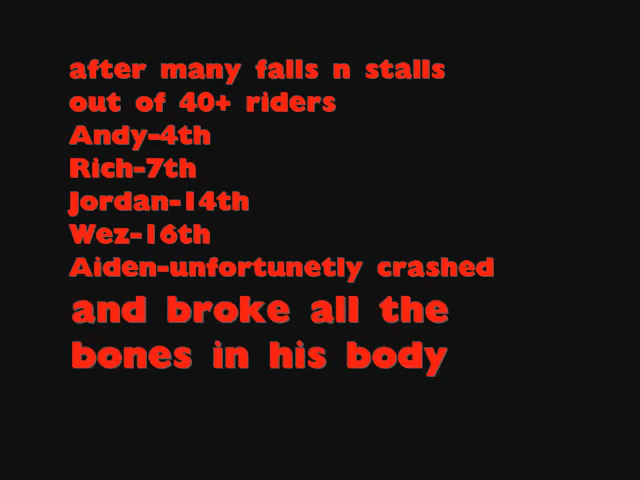 after many falls n stalls
out of 40+ riders
Andy-4th
Rich-7th
Jordan-14th
Wez-16th
Aiden-unfortunetly crashed
and broke all the
bones in his body